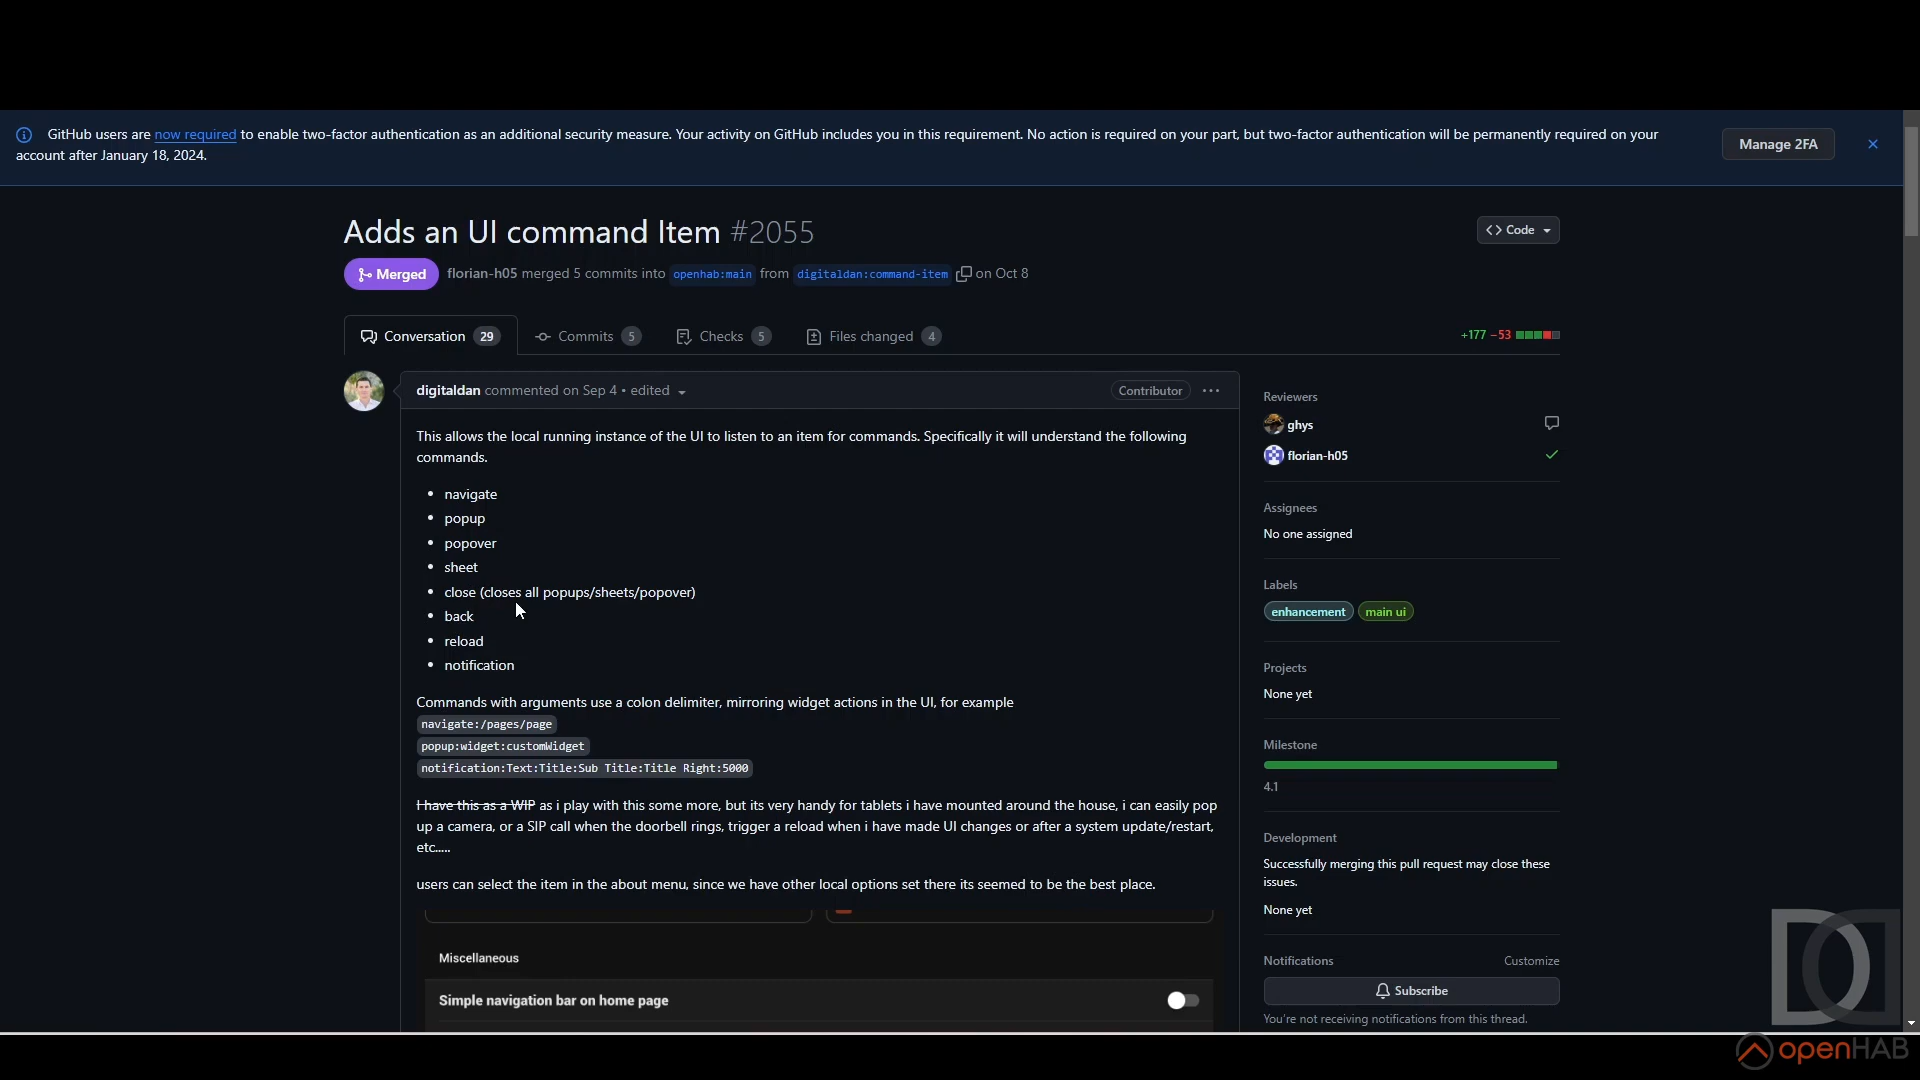 GitHub users are now required to enable two-factor authentication as an additional security measure. Your activity on GitHub includes you in this requirement. No action is required on your part, but two-factor authentication will be permanently required on your
account after January 18, 2024.
Manage 2FA
Adds an UI command Item #2055
Code
Merged florian-h05 merged 5 commits into openhab:main from digitaldan:command-item on Oct 8
Conversation 29 Commits 5 Checks 5 Files changed 4
+177 −53
digitaldan commented on Sep 4 • edited
Contributor
This allows the local running instance of the UI to listen to an item for commands. Specifically it will understand the following
commands.
• navigate
• popup
• popover
• sheet
• close (closes all popups/sheets/popover)
• back
• reload
• notification
Commands with arguments use a colon delimiter, mirroring widget actions in the UI, for example
navigate:/pages/page
popup:widget:customWidget
notification:Text:Title:Sub Title:Title Right:5000
I have this as a WIP as i play with this some more, but its very handy for tablets i have mounted around the house, i can easily pop
up a camera, or a SIP call when the doorbell rings, trigger a reload when i have made UI changes or after a system update/restart,
etc.....
users can select the item in the about menu, since we have other local options set there its seemed to be the best place.
Miscellaneous
Simple navigation bar on home page
Reviewers
ghys
florian-h05
Assignees
No one assigned
Labels
enhancement main ui
Projects
None yet
Milestone
4.1
Development
Successfully merging this pull request may close these
issues.
None yet
Notifications
Customize
Subscribe
You're not receiving notifications from this thread.
DD
openHAB